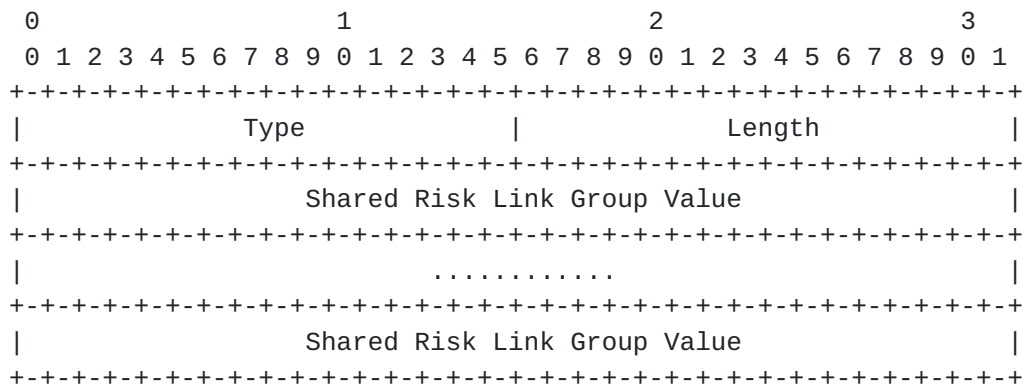 0                   1                   2                   3
 0 1 2 3 4 5 6 7 8 9 0 1 2 3 4 5 6 7 8 9 0 1 2 3 4 5 6 7 8 9 0 1
+-+-+-+-+-+-+-+-+-+-+-+-+-+-+-+-+-+-+-+-+-+-+-+-+-+-+-+-+-+-+-+-+
|              Type             |             Length            |
+-+-+-+-+-+-+-+-+-+-+-+-+-+-+-+-+-+-+-+-+-+-+-+-+-+-+-+-+-+-+-+-+
|                  Shared Risk Link Group Value                 |
+-+-+-+-+-+-+-+-+-+-+-+-+-+-+-+-+-+-+-+-+-+-+-+-+-+-+-+-+-+-+-+-+
|                          ............                         |
+-+-+-+-+-+-+-+-+-+-+-+-+-+-+-+-+-+-+-+-+-+-+-+-+-+-+-+-+-+-+-+-+
|                  Shared Risk Link Group Value                 |
+-+-+-+-+-+-+-+-+-+-+-+-+-+-+-+-+-+-+-+-+-+-+-+-+-+-+-+-+-+-+-+-+